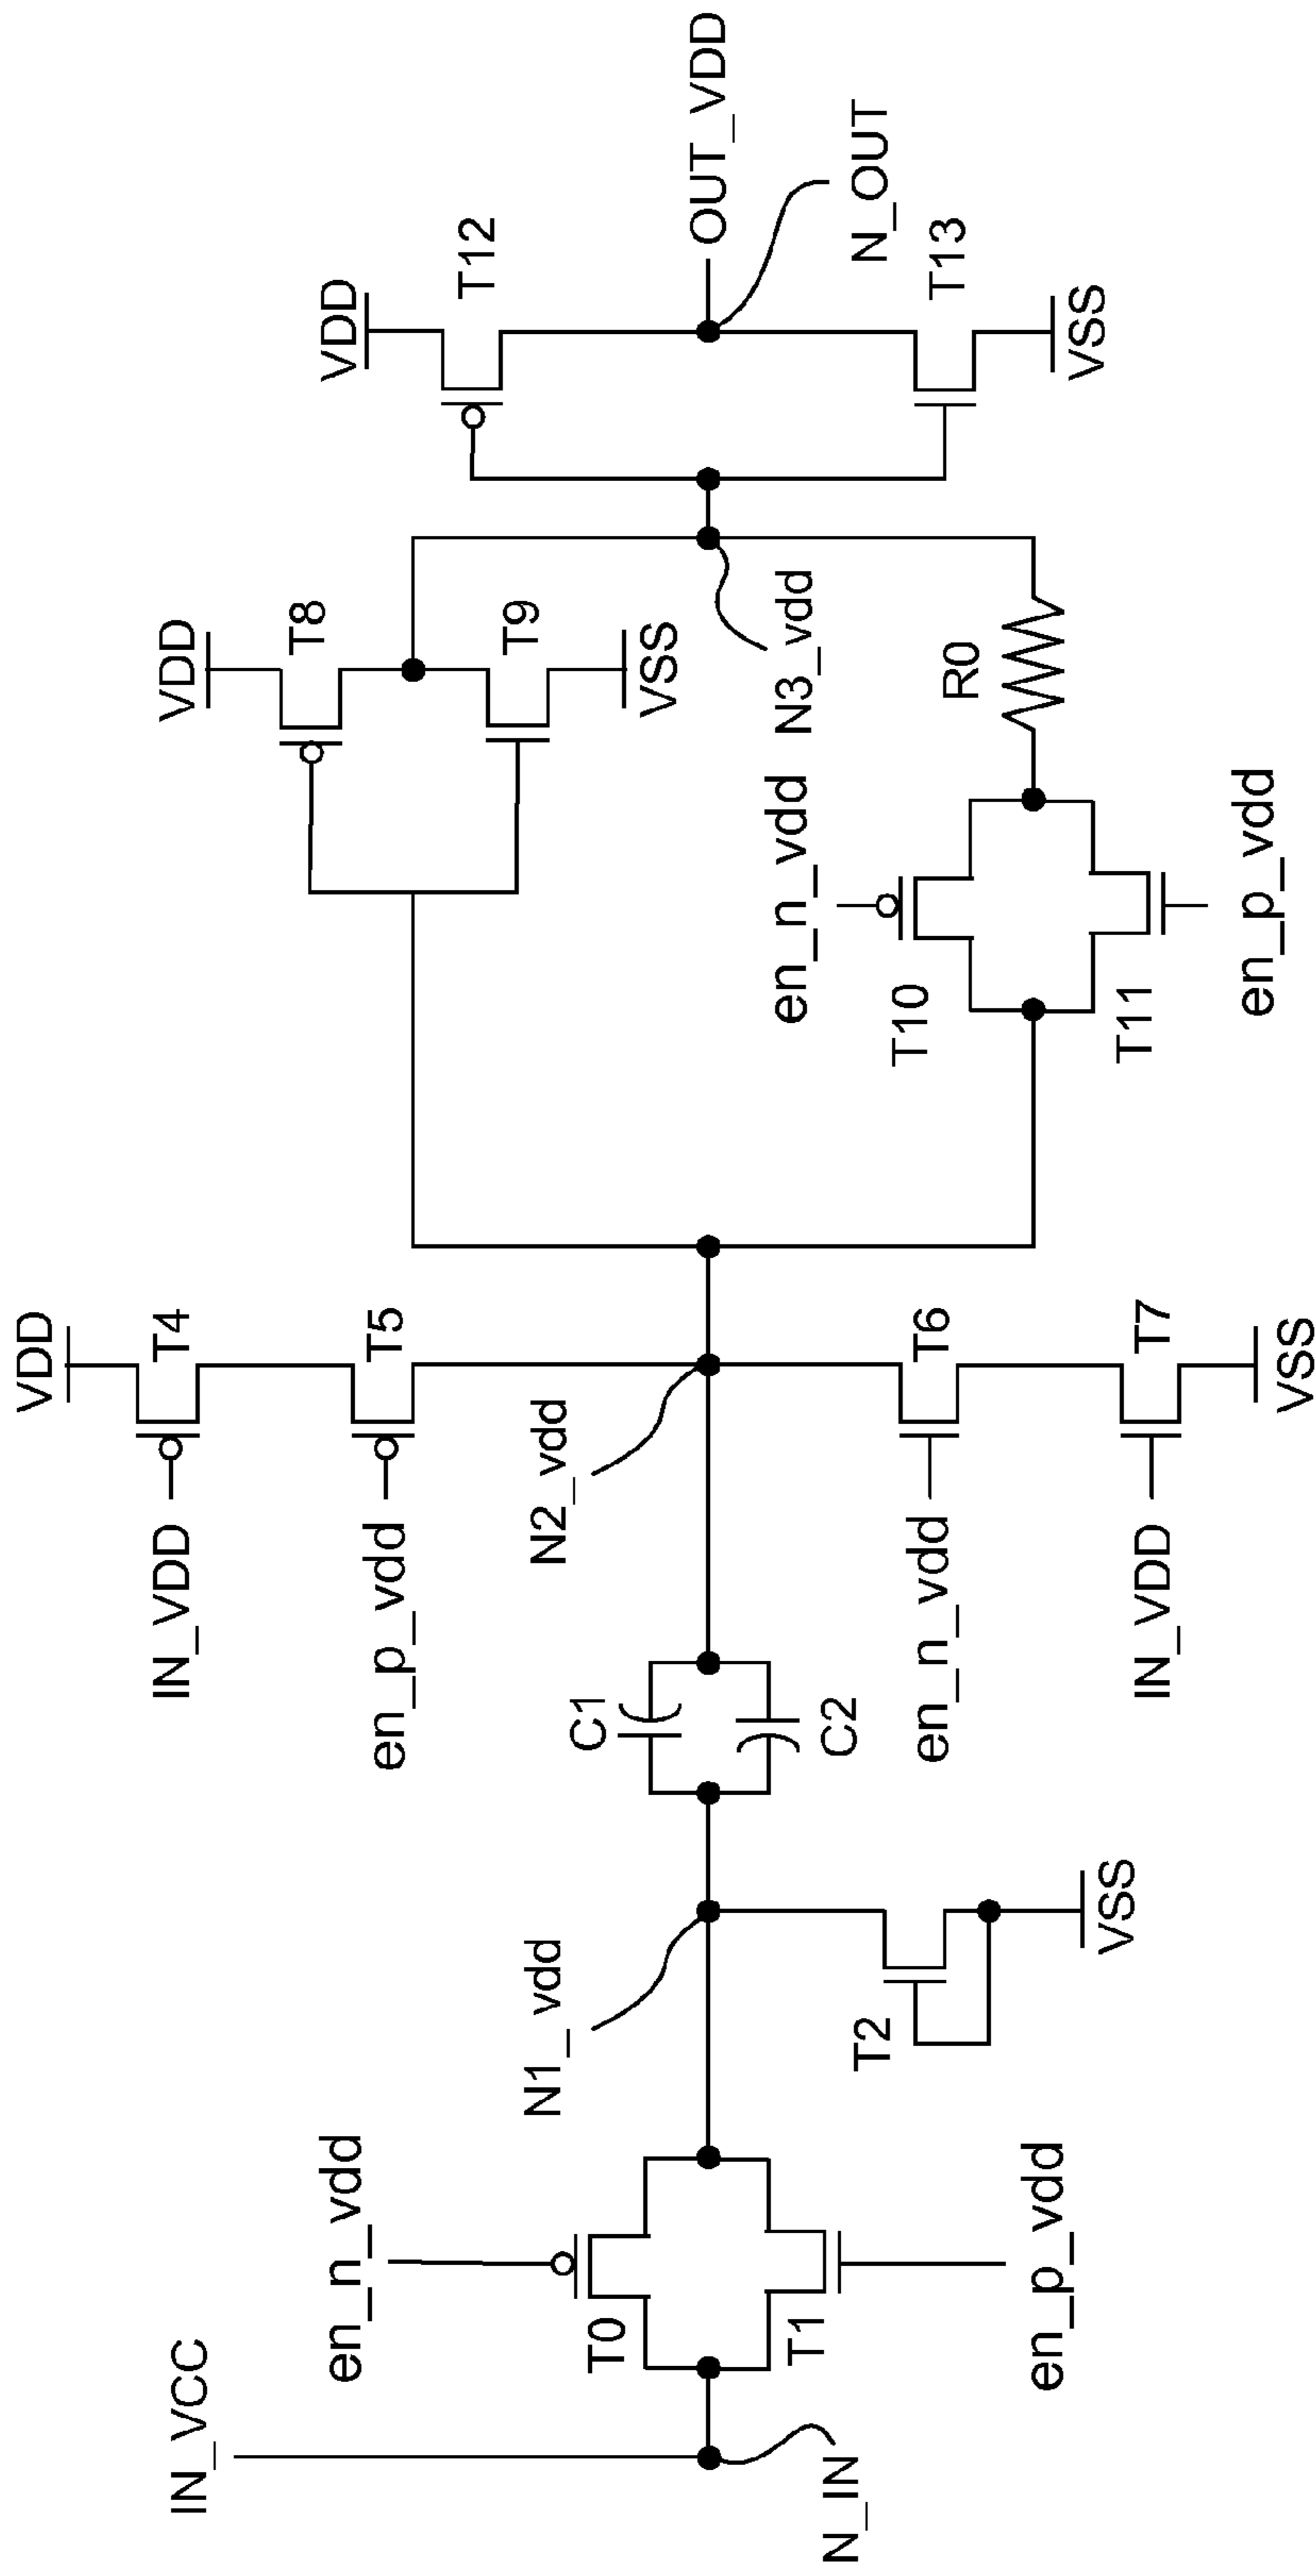 IN_VCC
N_IN
en_n_vdd
T0
T1
en_p_vdd
N1_vdd
T2
VSS
C1
C2
N2_vdd
VDD
IN_VDD
T4
en_p_vdd
T5
en_n_vdd
T6
IN_VDD
T7
VSS
VDD
T8
T9
VSS
en_n_vdd
T10
T11
en_p_vdd
R0
N3_vdd
VDD
T12
OUT_VDD
N_OUT
T13
VSS